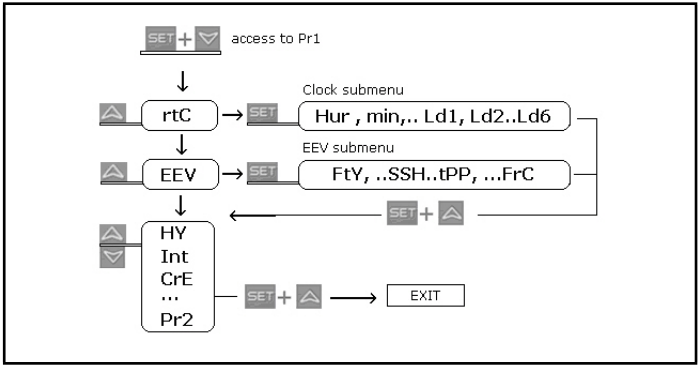 SET + access to Pr1
Clock submenu
rtC SET Hur , min,.. Ld1, Ld2..Ld6
EEV submenu
EEV SET FtY, ..SSH..tPP, ...FrC
SET +
HY
Int
CrE
...
Pr2
SET + EXIT